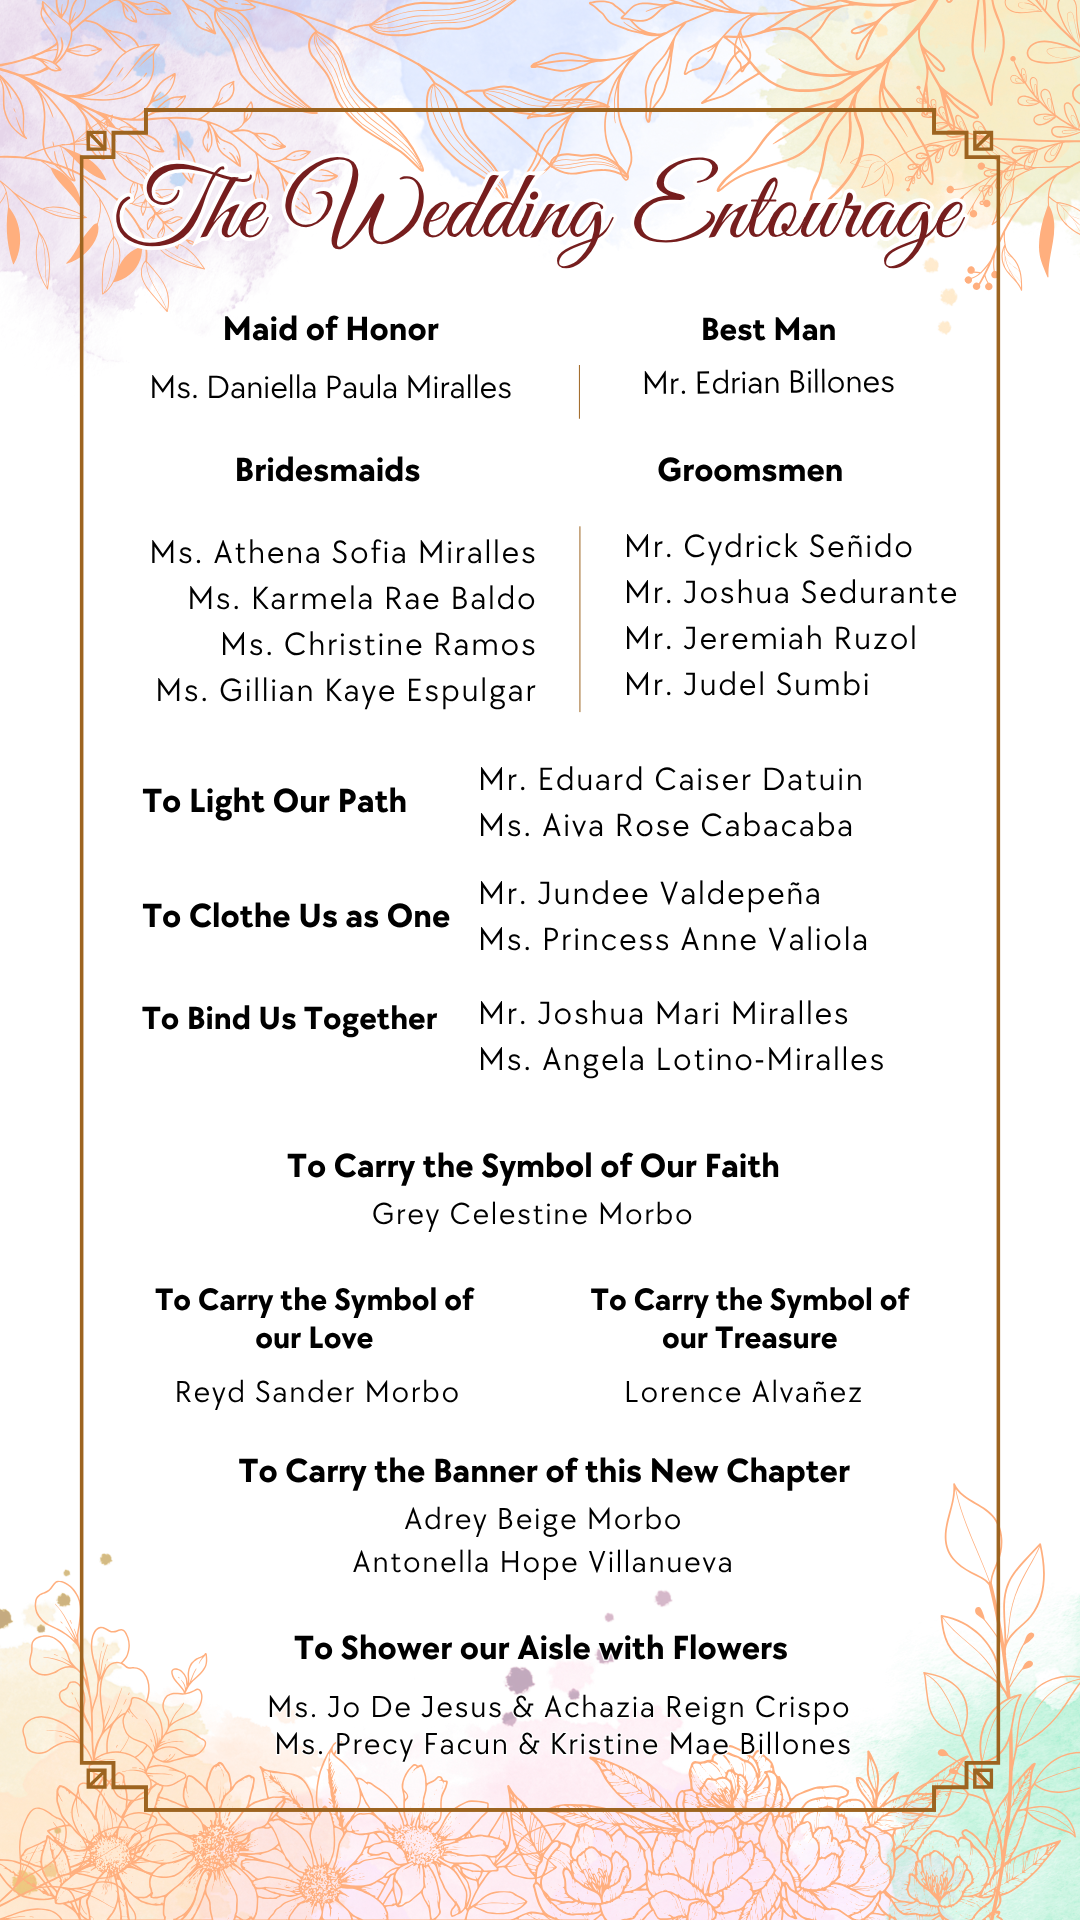 The Wedding Entourage
Maid of Honor
Ms. Daniella Paula Miralles
Best Man
Mr. Edrian Billones
Bridesmaids
Ms. Athena Sofia Miralles
Ms. Karmela Rae Baldo
Ms. Christine Ramos
Ms. Gillian Kaye Espulgar
Groomsmen
Mr. Cydrick Señido
Mr. Joshua Sedurante
Mr. Jeremiah Ruzol
Mr. Judel Sumbi
To Light Our Path
Mr. Eduard Caiser Datuin
Ms. Aiva Rose Cabacaba
To Clothe Us as One
Mr. Jundee Valdepeña
Ms. Princess Anne Valiola
To Bind Us Together
Mr. Joshua Mari Miralles
Ms. Angela Lotino-Miralles
To Carry the Symbol of Our Faith
Grey Celestine Morbo
To Carry the Symbol of
our Love
Reyd Sander Morbo
To Carry the Symbol of
our Treasure
Lorence Alvañez
To Carry the Banner of this New Chapter
Adrey Beige Morbo
Antonella Hope Villanueva
To Shower our Aisle with Flowers
Ms. Jo De Jesus & Achazia Reign Crispo
Ms. Precy Facun & Kristine Mae Billones